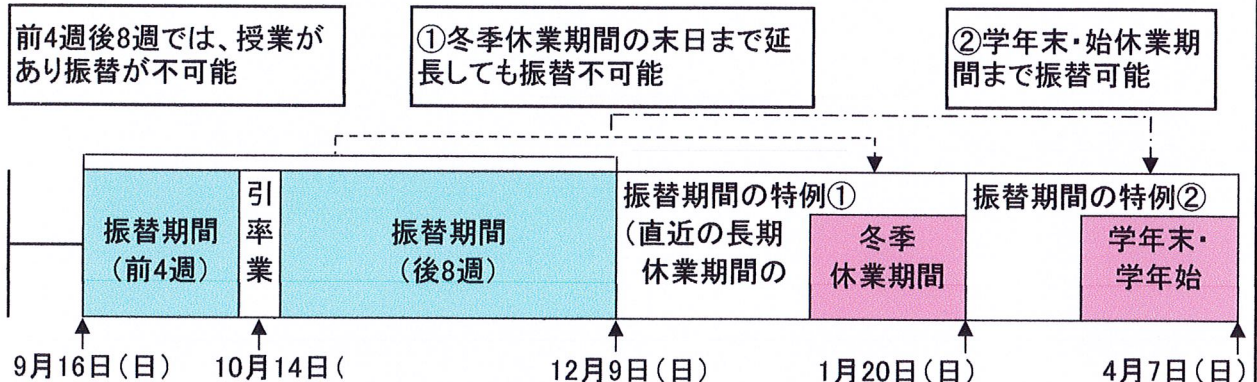 前4週後8週では、授業が
あり振替が不可能
①冬季休業期間の末日まで延
長しても振替不可能
②学年末・始休業期
間まで振替可能
振替期間
(前4週)
引
率
業
振替期間
(後8週)
振替期間の特例①
(直近の長期
休業期間の
冬季
休業期間
振替期間の特例②
学年末・
学年始
9月16日(日)
10月14日(
12月9日(日)
1月20日(日)
4月7日(日)